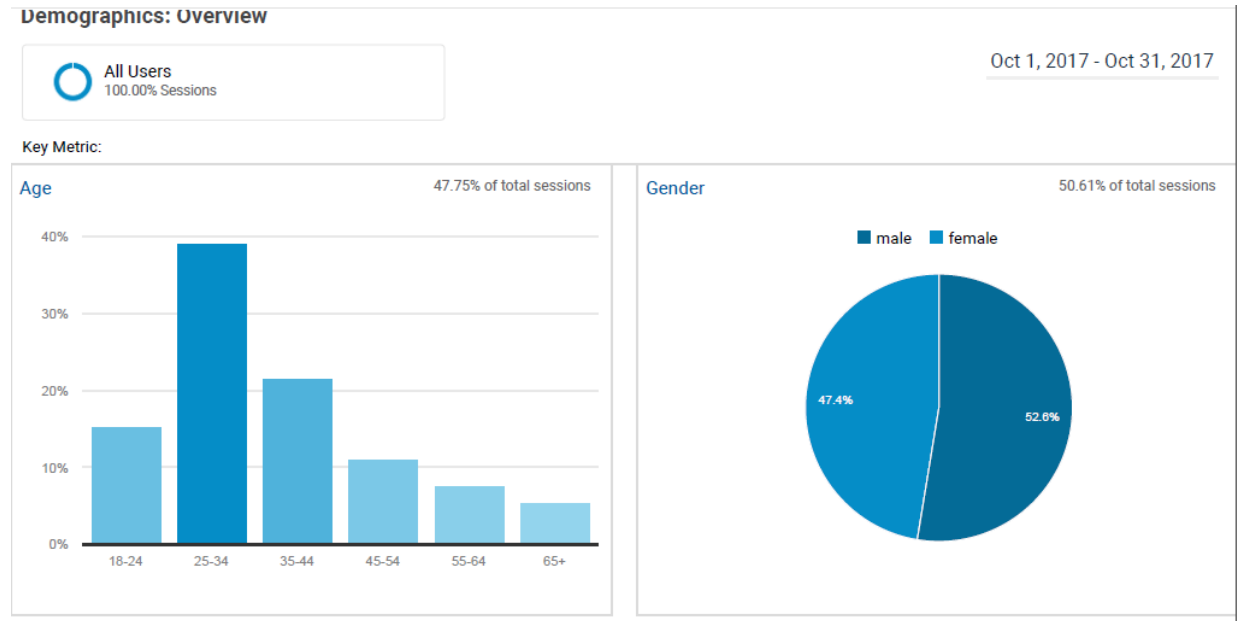 Demographics: Overview
All Users
100.00% Sessions
Oct 1, 2017 - Oct 31, 2017
Key Metric:
Age
47.75% of total sessions
40%
30%
20%
10%
0%
18-24
25-34
35-44
45-54
55-64
65+
Gender
50.61% of total sessions
male
female
47.4%
52.6%